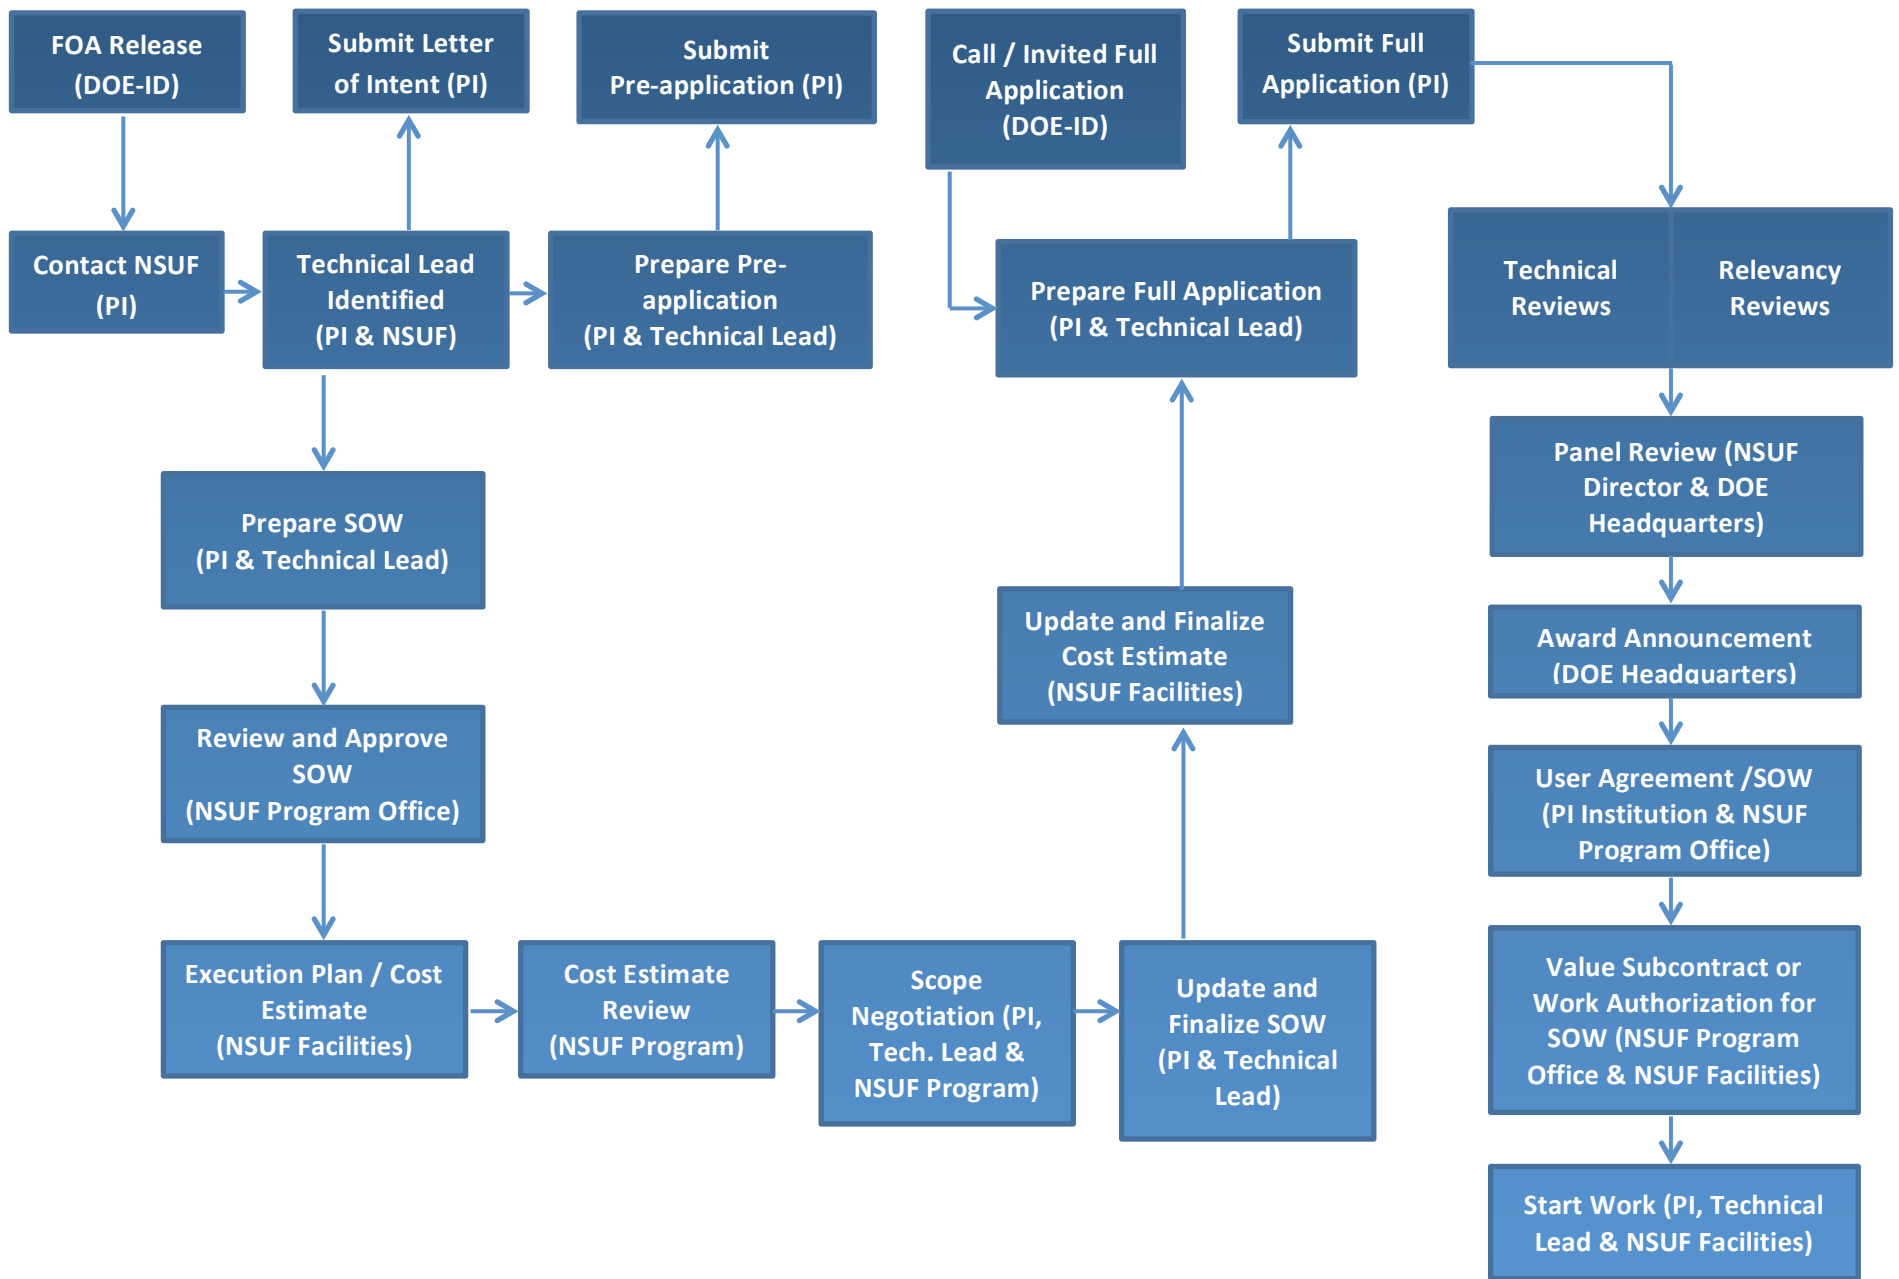 FOA Release
(DOE-ID)
Submit Letter
of Intent (PI)
Submit
Pre-application (PI)
Call / Invited Full
Application
(DOE-ID)
Submit Full
Application (PI)
Contact NSUF
(PI)
Technical Lead
Identified
(PI & NSUF)
Prepare Pre-
application
(PI & Technical Lead)
Prepare Full Application
(PI & Technical Lead)
Technical
Reviews
Relevancy
Reviews
Prepare SOW
(PI & Technical Lead)
Panel Review (NSUF
Director & DOE
Headquarters)
Update and Finalize
Cost Estimate
(NSUF Facilities)
Award Announcement
(DOE Headquarters)
Review and Approve
SOW
(NSUF Program Office)
User Agreement /SOW
(PI Institution & NSUF
Program Office)
Execution Plan / Cost
Estimate
(NSUF Facilities)
Cost Estimate
Review
(NSUF Program)
Scope
Negotiation (PI,
Tech. Lead &
NSUF Program)
Update and
Finalize SOW
(PI & Technical
Lead)
Value Subcontract or
Work Authorization for
SOW (NSUF Program
Office & NSUF Facilities)
Start Work (PI, Technical
Lead & NSUF Facilities)